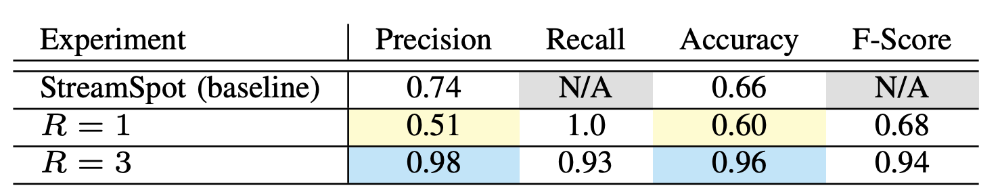 Experiment Precision Recall Accuracy F-Score
StreamSpot (baseline) 0.74 N/A 0.66 N/A
R = 1 0.51 1.0 0.60 0.68
R = 3 0.98 0.93 0.96 0.94